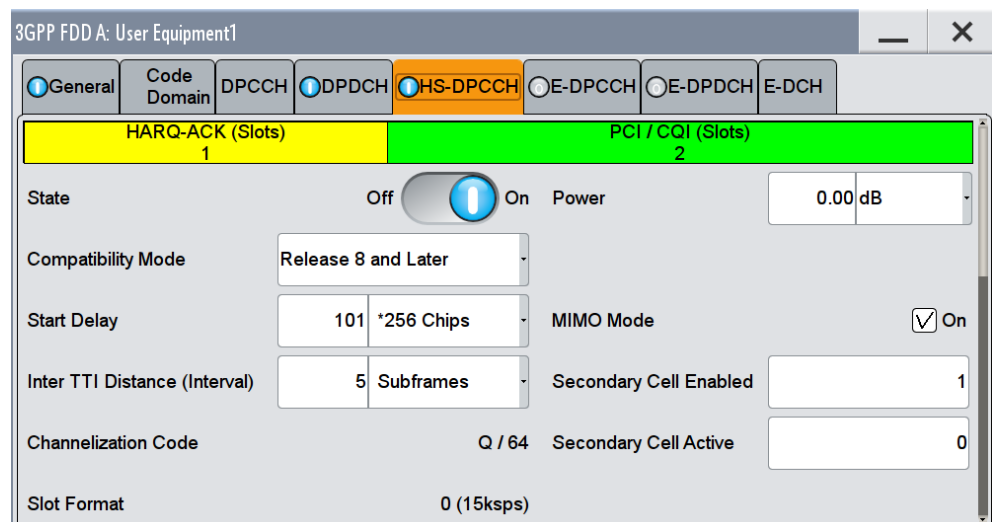 3GPP FDD A: User Equipment1
General
Code
Domain
DPCCH
DPDCH
HS-DPCCH
E-DPCCH
E-DPDCH
E-DCH
HARQ-ACK (Slots)
1
PCI / CQI (Slots)
2
State Off On Power 0.00 dB
Compatibility Mode Release 8 and Later
Start Delay 101 *256 Chips MIMO Mode On
Inter TTI Distance (Interval) 5 Subframes Secondary Cell Enabled 1
Channelization Code Q / 64 Secondary Cell Active 0
Slot Format 0 (15ksps)